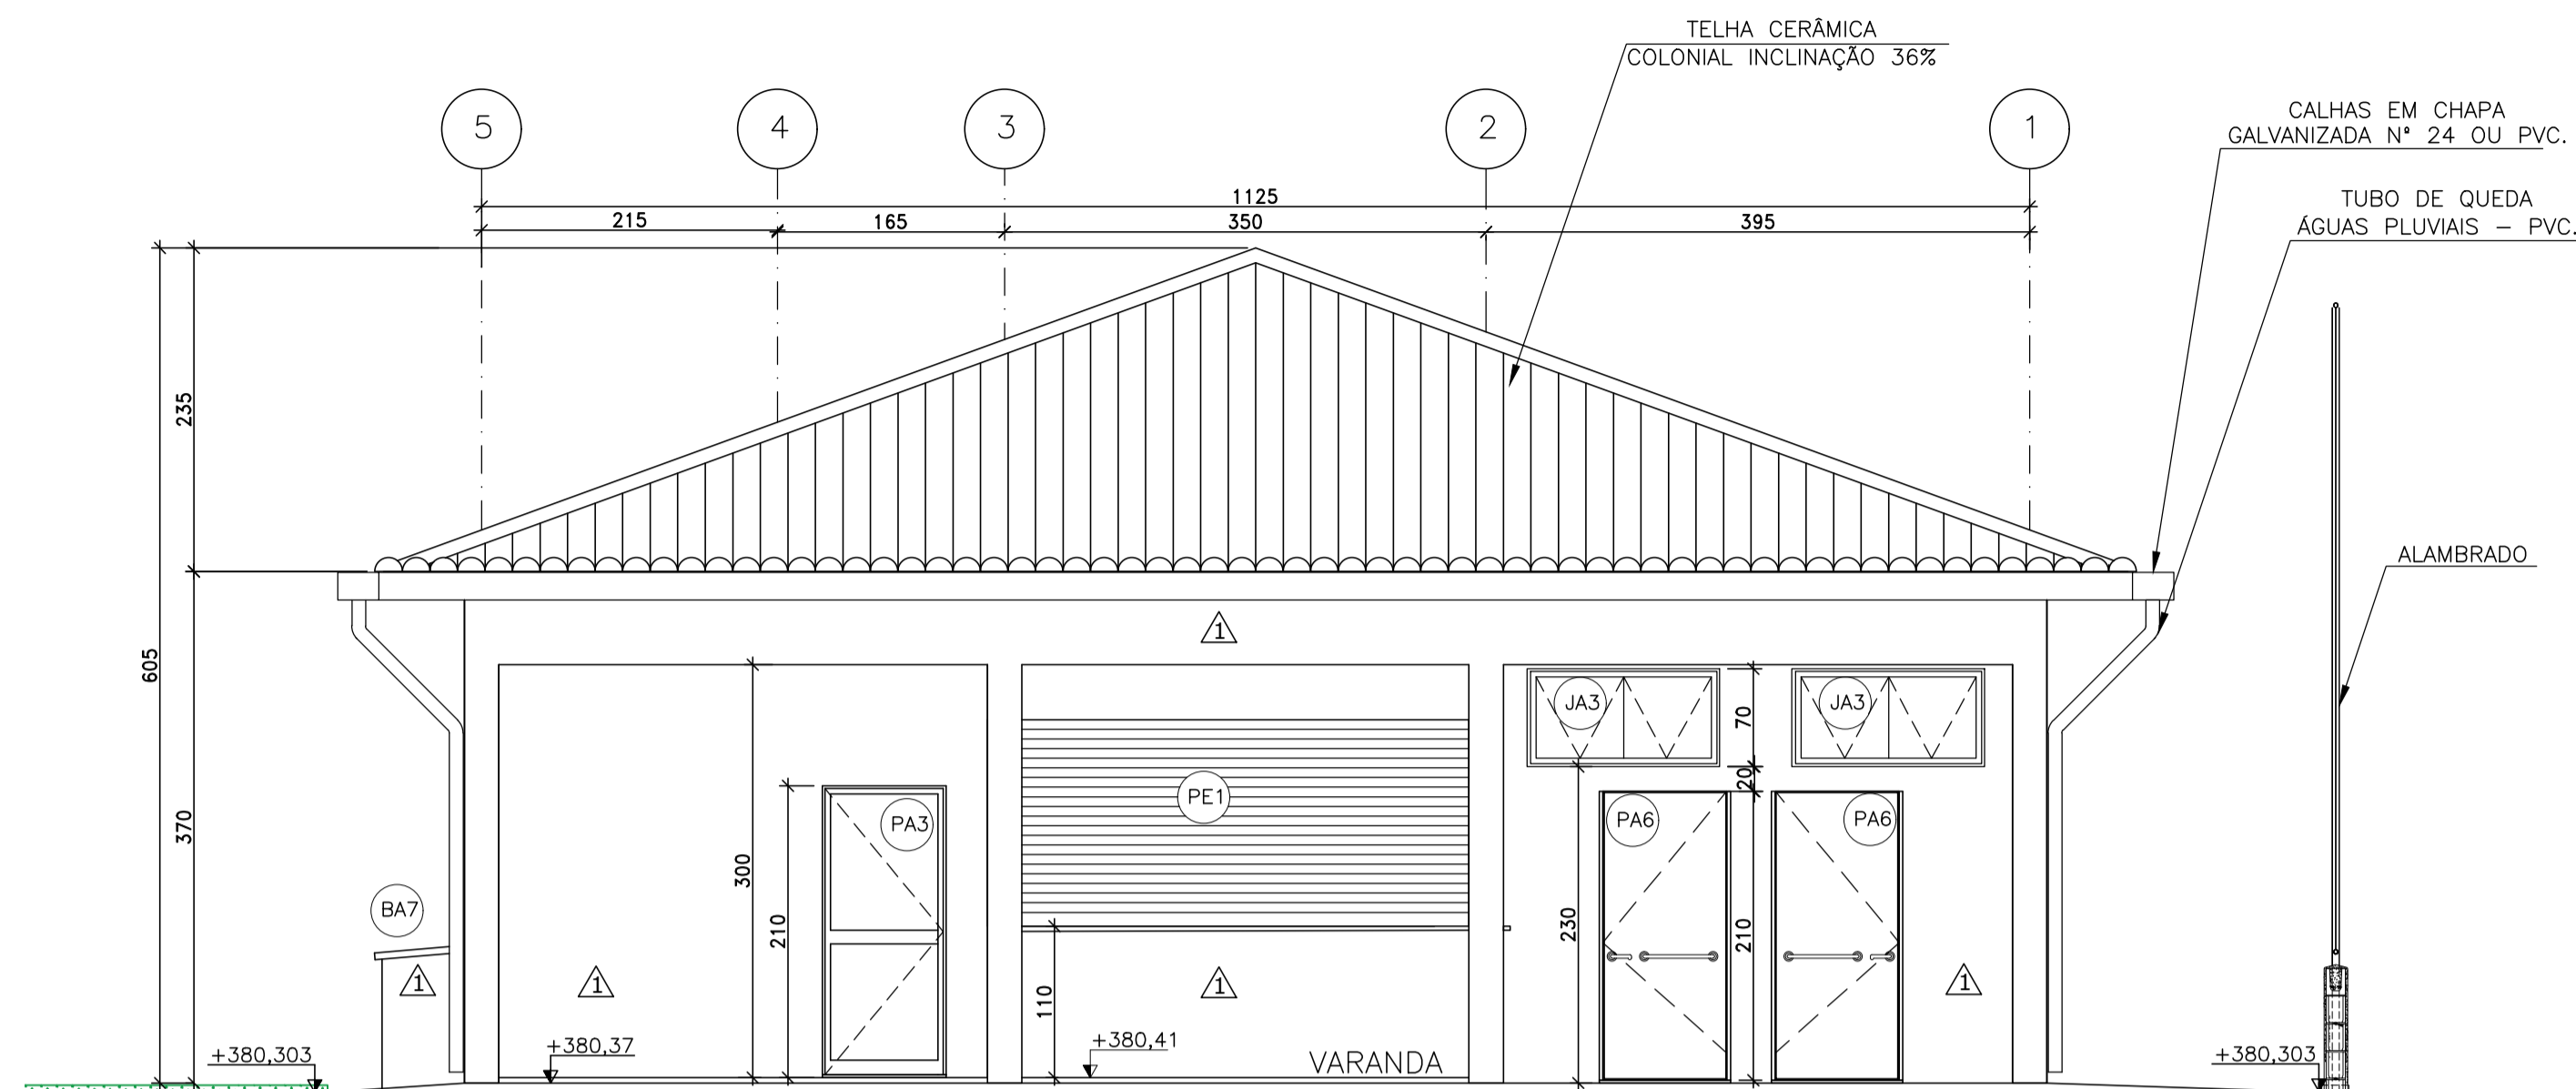 TELHA CERÂMICA
COLONIAL INCLINAÇÃO 36%
CALHAS EM CHAPA
GALVANIZADA Nº 24 OU PVC.
5
4
3
2
1
TUBO DE QUEDA
ÁGUAS PLUVIAIS – PVC.
1125
215
165
350
395
235
ALAMBRADO
605
1
370
JA3
JA3
70
20
PE1
PA3
PA6
PA6
300
210
230
210
BA7
1
1
1
1
110
+380,303
+380,37
+380,41
VARANDA
+380,303